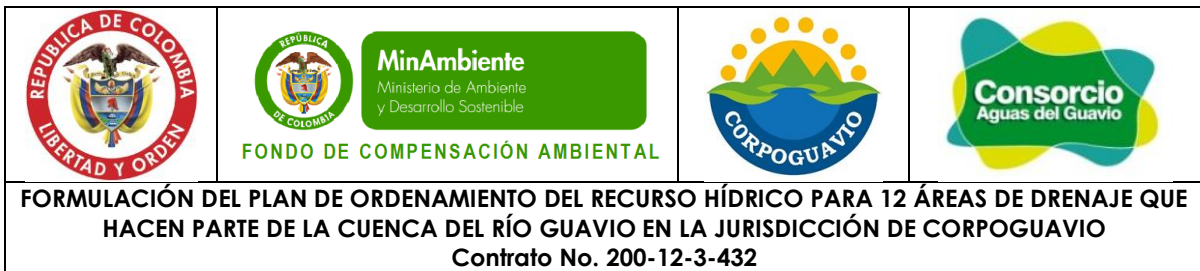 REPUBLICA DE COLOMBIA
LIBERTAD Y ORDEN
REPÚBLICA
DE COLOMBIA
MinAmbiente
Ministerio de Ambiente
y Desarrollo Sostenible
FONDO DE COMPENSACIÓN AMBIENTAL
CORPOGUAVIO
Consorcio
Aguas del Guavio
FORMULACIÓN DEL PLAN DE ORDENAMIENTO DEL RECURSO HÍDRICO PARA 12 ÁREAS DE DRENAJE QUE
HACEN PARTE DE LA CUENCA DEL RÍO GUAVIO EN LA JURISDICCIÓN DE CORPOGUAVIO
Contrato No. 200-12-3-432